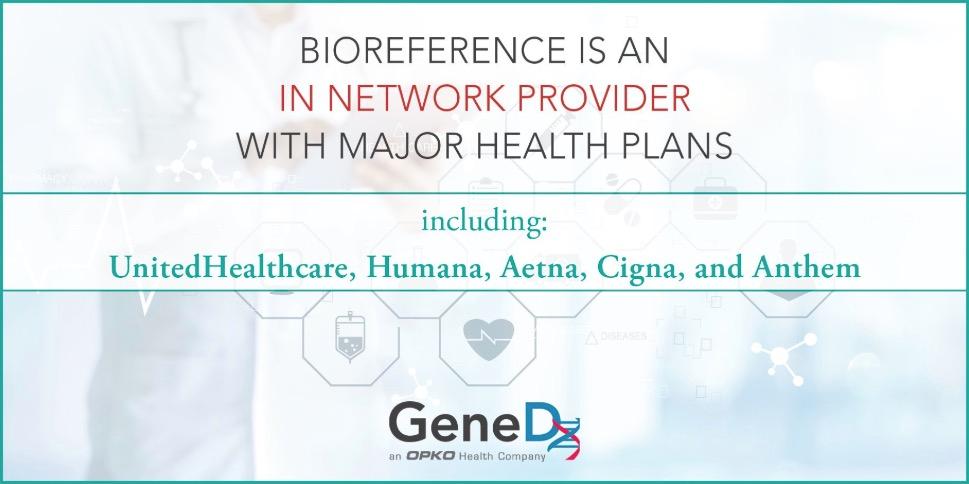 BIOREFERENCE IS AN
IN NETWORK PROVIDER
WITH MAJOR HEALTH PLANS
including:
UnitedHealthcare, Humana, Aetna, Cigna, and Anthem
DISEASES
GeneDx
an OPKO Health Company